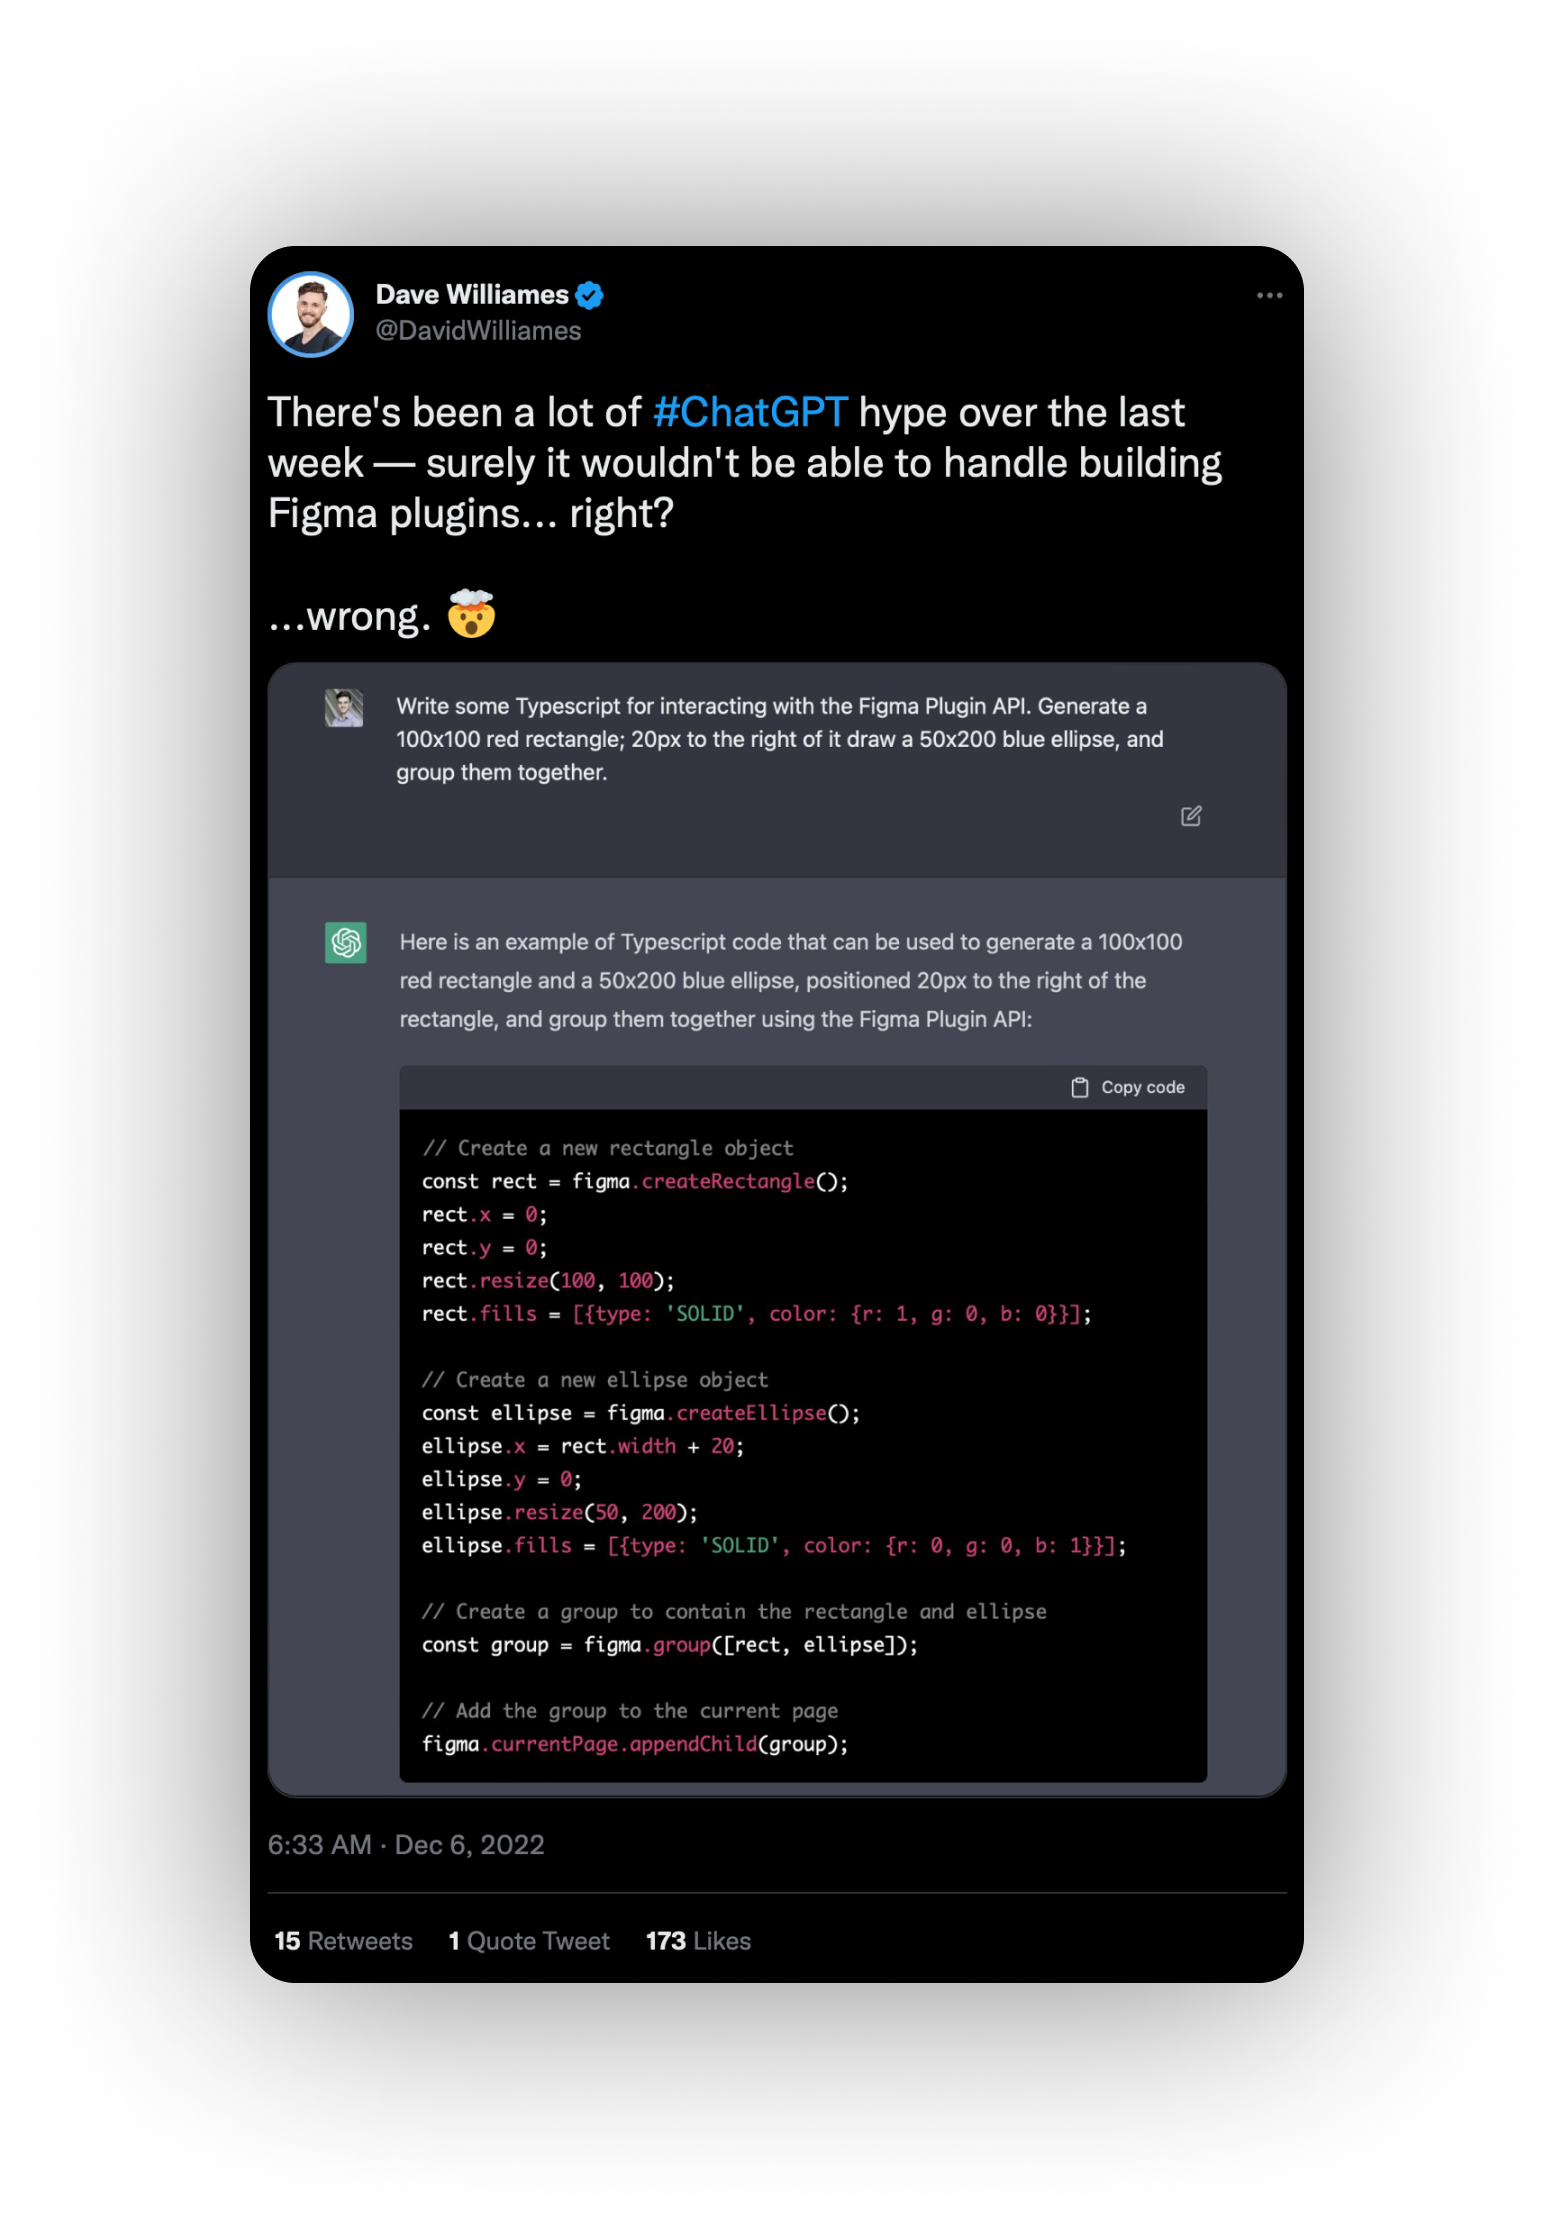 Dave Williames
@DavidWilliames
There's been a lot of #ChatGPT hype over the last
week — surely it wouldn't be able to handle building
Figma plugins... right?
...wrong. 🤯
Write some Typescript for interacting with the Figma Plugin API. Generate a
100x100 red rectangle; 20px to the right of it draw a 50x200 blue ellipse, and
group them together.
Here is an example of Typescript code that can be used to generate a 100x100
red rectangle and a 50x200 blue ellipse, positioned 20px to the right of the
rectangle, and group them together using the Figma Plugin API:
Copy code
// Create a new rectangle object
const rect = figma.createRectangle();
rect.x = 0;
rect.y = 0;
rect.resize(100, 100);
rect.fills = [{type: 'SOLID', color: {r: 1, g: 0, b: 0}}];
// Create a new ellipse object
const ellipse = figma.createEllipse();
ellipse.x = rect.width + 20;
ellipse.y = 0;
ellipse.resize(50, 200);
ellipse.fills = [{type: 'SOLID', color: {r: 0, g: 0, b: 1}}];
// Create a group to contain the rectangle and ellipse
const group = figma.group([rect, ellipse]);
// Add the group to the current page
figma.currentPage.appendChild(group);
6:33 AM · Dec 6, 2022
15 Retweets 1 Quote Tweet 173 Likes